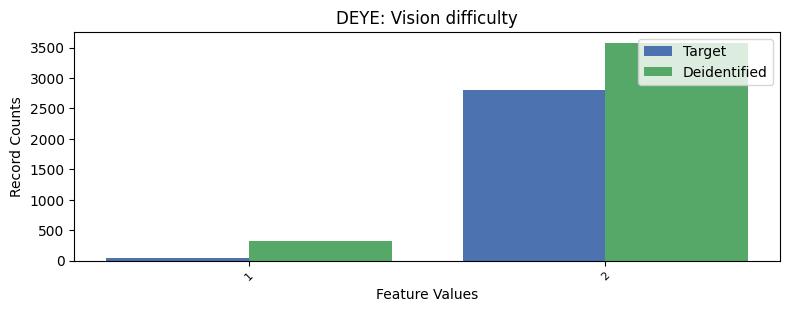 DEYE: Vision difficulty
Target
Deidentified
3500
3000
2500
2000
1500
1000
500
0
Record Counts
1
2
Feature Values